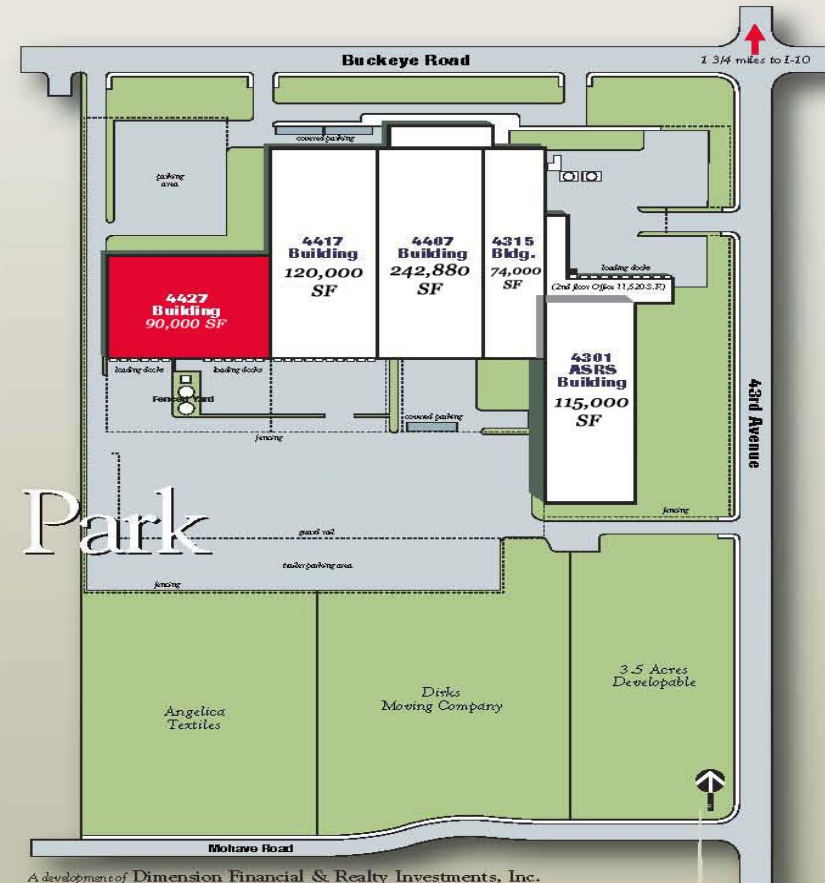 Buckeye Road
1 3/4 miles to I-10
covered parking
parking
area
4417
Building
120,000
SF
4407
Building
242,880
SF
4315
Bldg.
74,000
SF
loading docks
(2nd floor Office 11,520 S.F.)
4427
Building
90,000 SF
4301
ASRS
Building
115,000
SF
43rd Avenue
loading docks
loading docks
Fenced Yard
covered parking
fencing
fencing
Park
guard rail
trailer parking area
fencing
Angelica
Textiles
Dirks
Moving Company
3.5 Acres
Developable
Mohave Road
A development of Dimension Financial & Realty Investments, Inc.